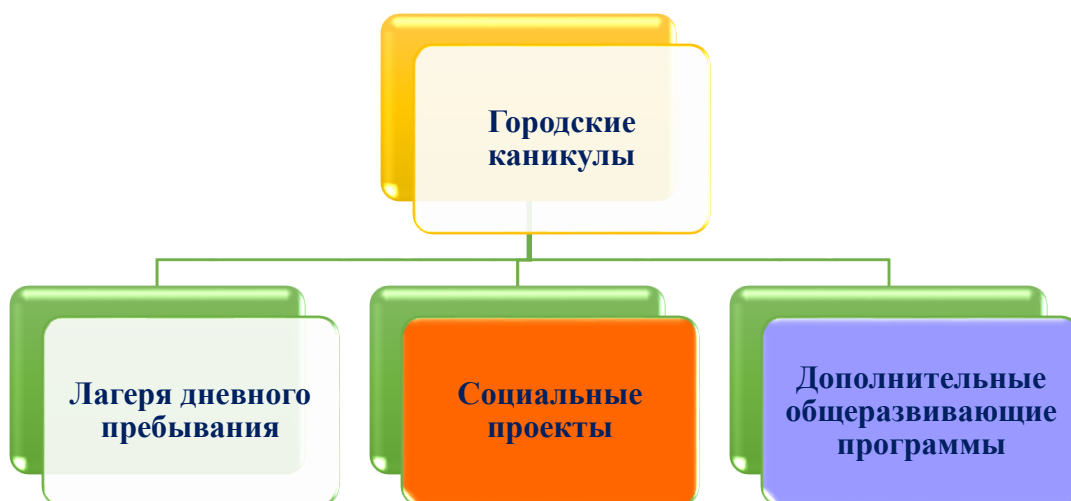 Городские
каникулы
Лагеря дневного
пребывания
Социальные
проекты
Дополнительные
общеразвивающие
программы